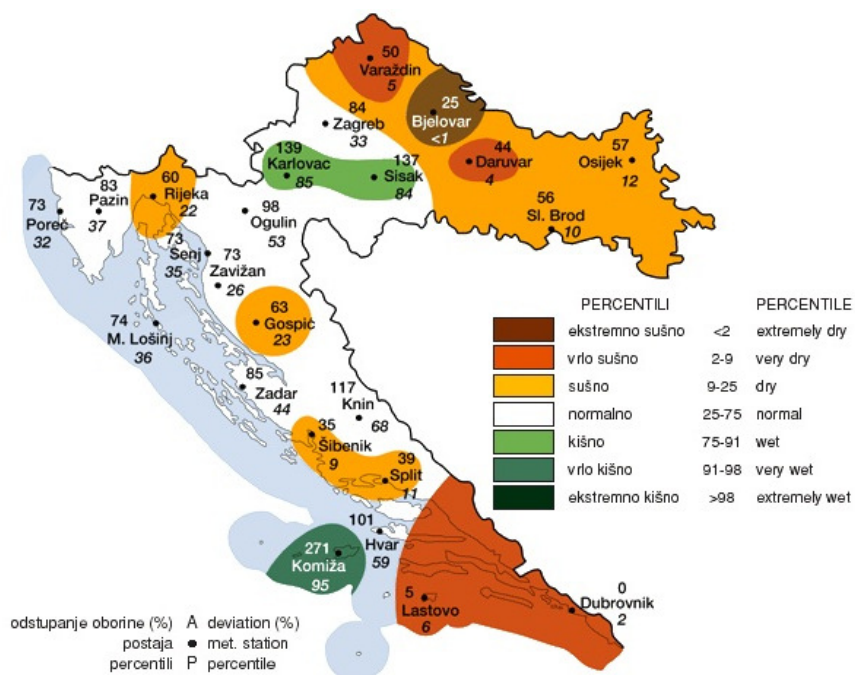 50
Varaždin
5
25
Bjelovar
<1
84
Zagreb
33
139
Karlovac
85
137
Sisak
84
44
Daruvar
4
57
Osijek
12
56
Sl. Brod
10
60
Rijeka
22
83
Pazin
37
73
Poreč
32
98
Ogulin
53
73
Senj
35
73
Zavižan
26
63
Gospić
23
74
M. Lošinj
36
85
Zadar
44
117
Knin
68
35
Šibenik
9
39
Split
11
101
Hvar
59
271
Komiža
95
5
Lastovo
6
0
Dubrovnik
2
PERCENTILI PERCENTILE
ekstremno sušno <2 extremely dry
vrlo sušno 2-9 very dry
sušno 9-25 dry
normalno 25-75 normal
kišno 75-91 wet
vrlo kišno 91-98 very wet
ekstremno kišno >98 extremely wet
odstupanje oborine (%) A deviation (%)
postaja met. station
percentili P percentile